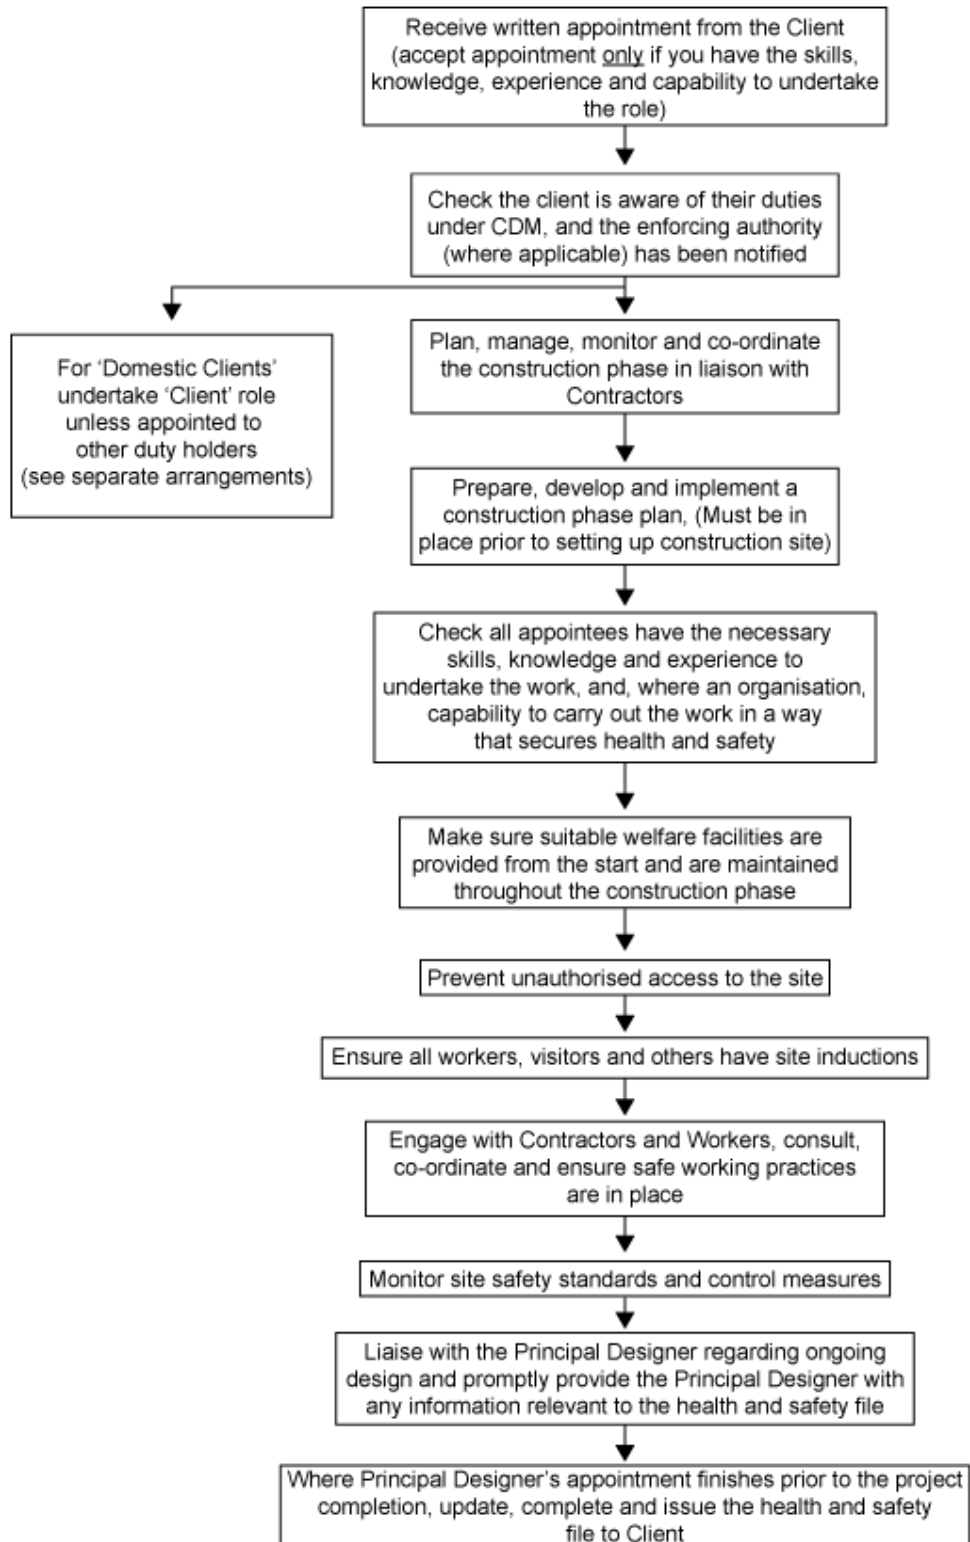 Receive written appointment from the Client
(accept appointment only if you have the skills,
knowledge, experience and capability to undertake
the role)
Check the client is aware of their duties
under CDM, and the enforcing authority
(where applicable) has been notified
For ‘Domestic Clients’
undertake ‘Client’ role
unless appointed to
other duty holders
(see separate arrangements)
Plan, manage, monitor and co-ordinate
the construction phase in liaison with
Contractors
Prepare, develop and implement a
construction phase plan, (Must be in
place prior to setting up construction site)
Check all appointees have the necessary
skills, knowledge and experience to
undertake the work, and, where an organisation,
capability to carry out the work in a way
that secures health and safety
Make sure suitable welfare facilities are
provided from the start and are maintained
throughout the construction phase
Prevent unauthorised access to the site
Ensure all workers, visitors and others have site inductions
Engage with Contractors and Workers, consult,
co-ordinate and ensure safe working practices
are in place
Monitor site safety standards and control measures
Liaise with the Principal Designer regarding ongoing
design and promptly provide the Principal Designer with
any information relevant to the health and safety file
Where Principal Designer’s appointment finishes prior to the project
completion, update, complete and issue the health and safety
file to Client